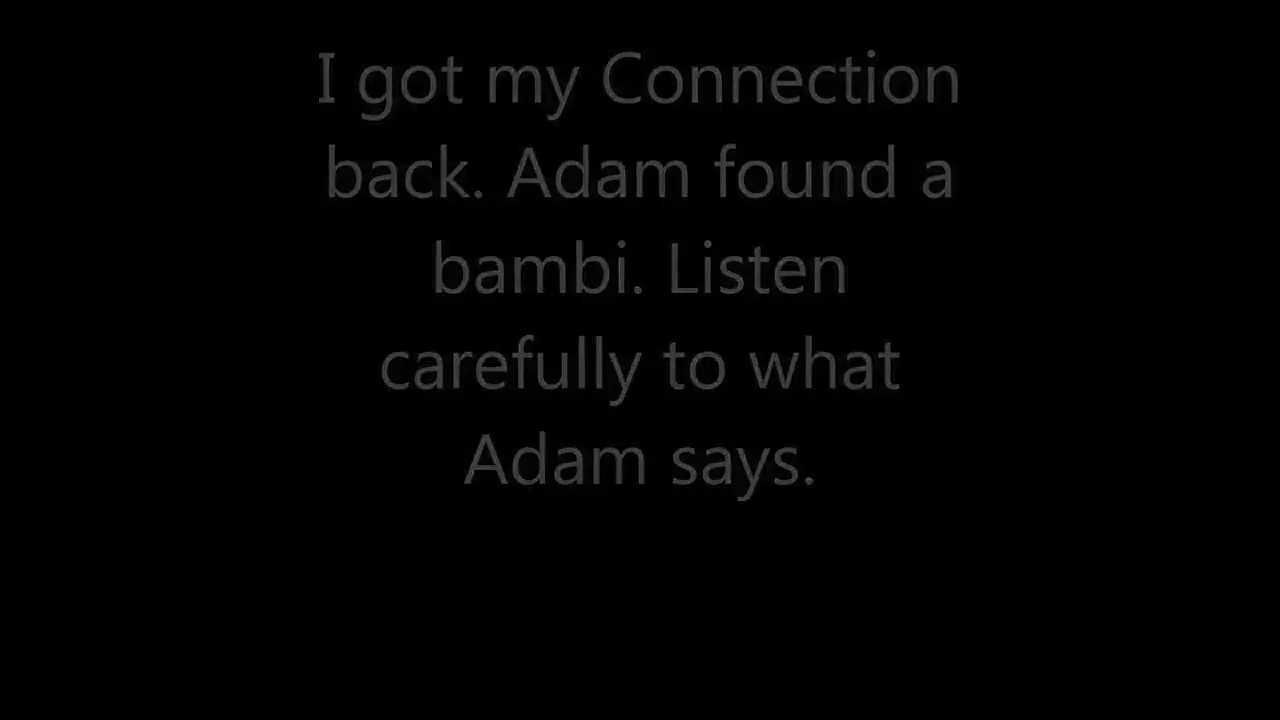 I got my Connection
back. Adam found a
bambi. Listen
carefully to what
Adam says.